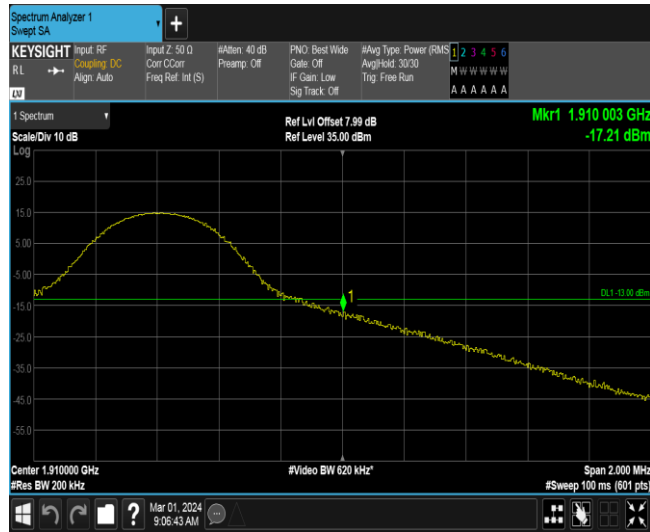 Spectrum Analyzer 1
Swept SA
+
KEYSIGHT
RL
LXI
Input: RF
Coupling: DC
Align: Auto
Input Z: 50 Ω
Corr CCorr
Freq Ref: Int (S)
#Atten: 40 dB
Preamp: Off
PNO: Best Wide
Gate: Off
IF Gain: Low
Sig Track: Off
#Avg Type: Power (RMS
Avg|Hold: 30/30
Trig: Free Run
1 2 3 4 5 6
M W W W W W
A A A A A A
1 Spectrum
Scale/Div 10 dB
Log
Ref Lvl Offset 7.99 dB
Ref Level 35.00 dBm
Mkr1 1.910 003 GHz
-17.21 dBm
25.0
15.0
5.00
-5.00
-15.0
-25.0
-35.0
-45.0
-55.0
1
DL1 -13.00 dBm
Center 1.910000 GHz
#Res BW 200 kHz
#Video BW 620 kHz*
Span 2.000 MHz
#Sweep 100 ms (601 pts)
?
Mar 01, 2024
9:06:43 AM